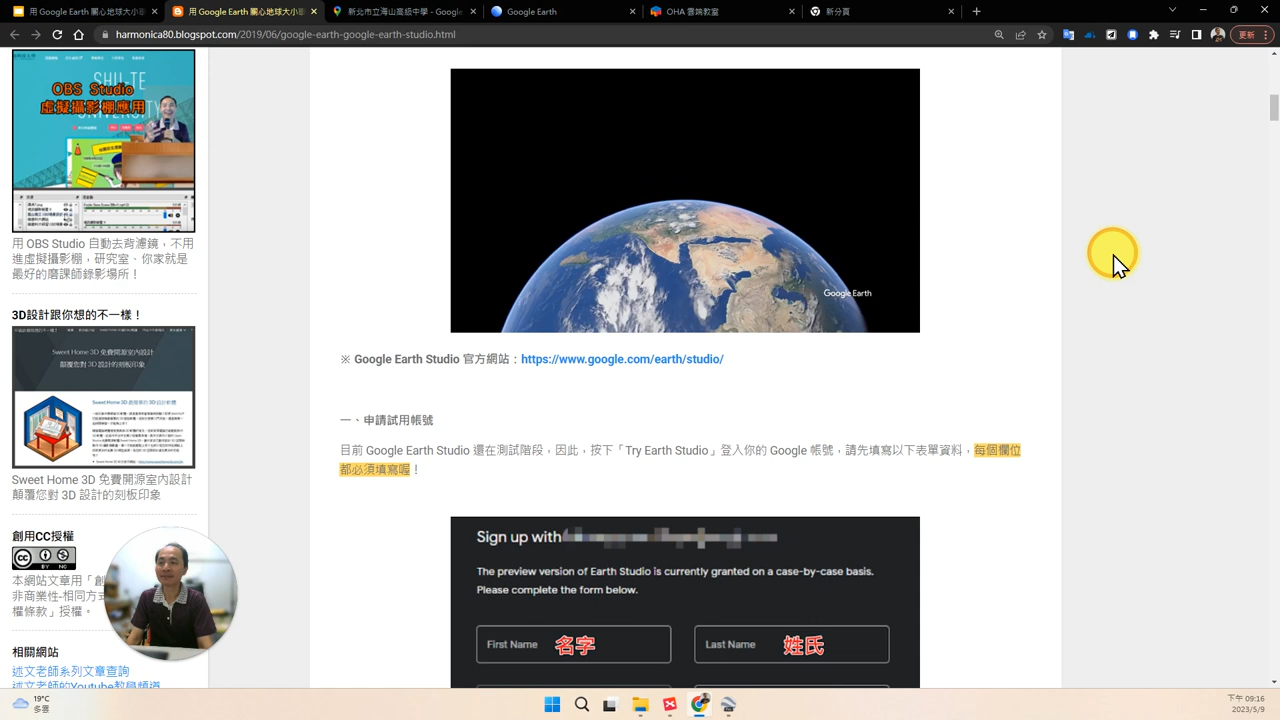 用 Google Earth 關心地球大小事
用 Google Earth 關心地球大小事
新北市立海山高級中學 - Google
Google Earth
OHA 雲端教室
新分頁
harmonica80.blogspot.com/2019/06/google-earth-google-earth-studio.html
更新
SHU-TE
OBS Studio
虛擬攝影棚應用
用 OBS Studio 自動去背濾鏡，不用
進虛擬攝影棚，研究室、你家就是
最好的磨課師錄影場所！
3D設計跟你想的不一樣！
Sweet Home 3D 免費開源室內設計
顛覆您對 3D 設計的刻板印象
Sweet Home 3D 免費開源室內設計
顛覆您對 3D 設計的刻板印象
創用CC授權
cc
BY NC
本網站文章用「創
非商業性-相同方式
權條款」授權。
相關網站
述文老師系列文章查詢
述文老師的Youtube教學頻道
Google Earth
※ Google Earth Studio 官方網站：https://www.google.com/earth/studio/
一、申請試用帳號
目前 Google Earth Studio 還在測試階段，因此，按下「Try Earth Studio」登入你的 Google 帳號，請先填寫以下表單資料，每個欄位
都必須填寫喔！
Sign up with
The preview version of Earth Studio is currently granted on a case-by-case basis.
Please complete the form below.
First Name 名字
Last Name 姓氏
19°C
多雲
下午 09:16
2023/5/9